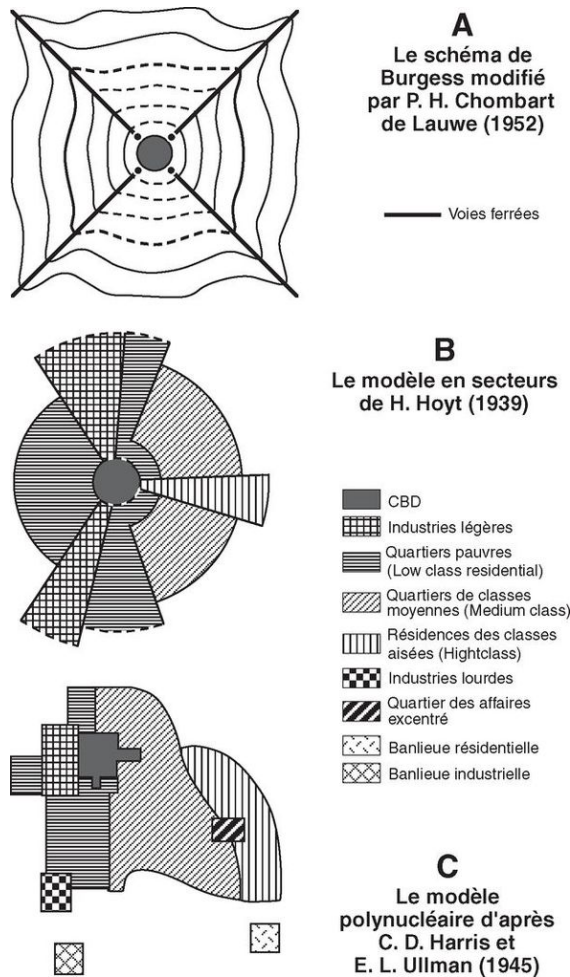 A
Le schéma de
Burgess modifié
par P. H. Chombart
de Lauwe (1952)
Voies ferrées
B
Le modèle en secteurs
de H. Hoyt (1939)
CBD
Industries légères
Quartiers pauvres
(Low class residential)
Quartiers de classes
moyennes (Medium class)
Résidences des classes
aisées (Hightclass)
Industries lourdes
Quartier des affaires
excentré
Banlieue résidentielle
Banlieue industrielle
C
Le modèle
polynucléaire d'après
C. D. Harris et
E. L. Ullman (1945)